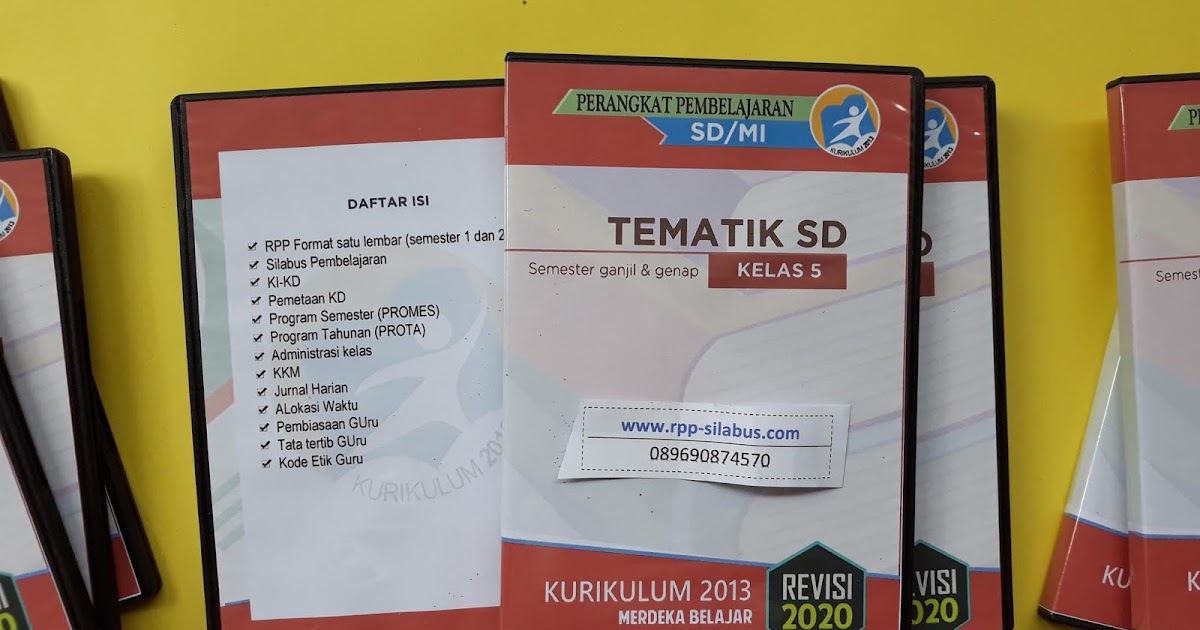 DAFTAR ISI
RPP Format satu lembar (semester 1 dan 2
Silabus Pembelajaran
KI-KD
Pemetaan KD
Program Semester (PROMES)
Program Tahunan (PROTA)
Administrasi kelas
KKM
Jurnal Harian
ALokasi Waktu
Pembiasaan GUru
Tata tertib GUru
Kode Etik Guru
KURIKULUM 201
PERANGKAT PEMBELAJARAN
SD/MI
KURIKULUM 2013
TEMATIK SD
Semester ganjil & genap
KELAS 5
www.rpp-silabus.com
089690874570
KURIKULUM 2013
MERDEKA BELAJAR
REVISI
2020